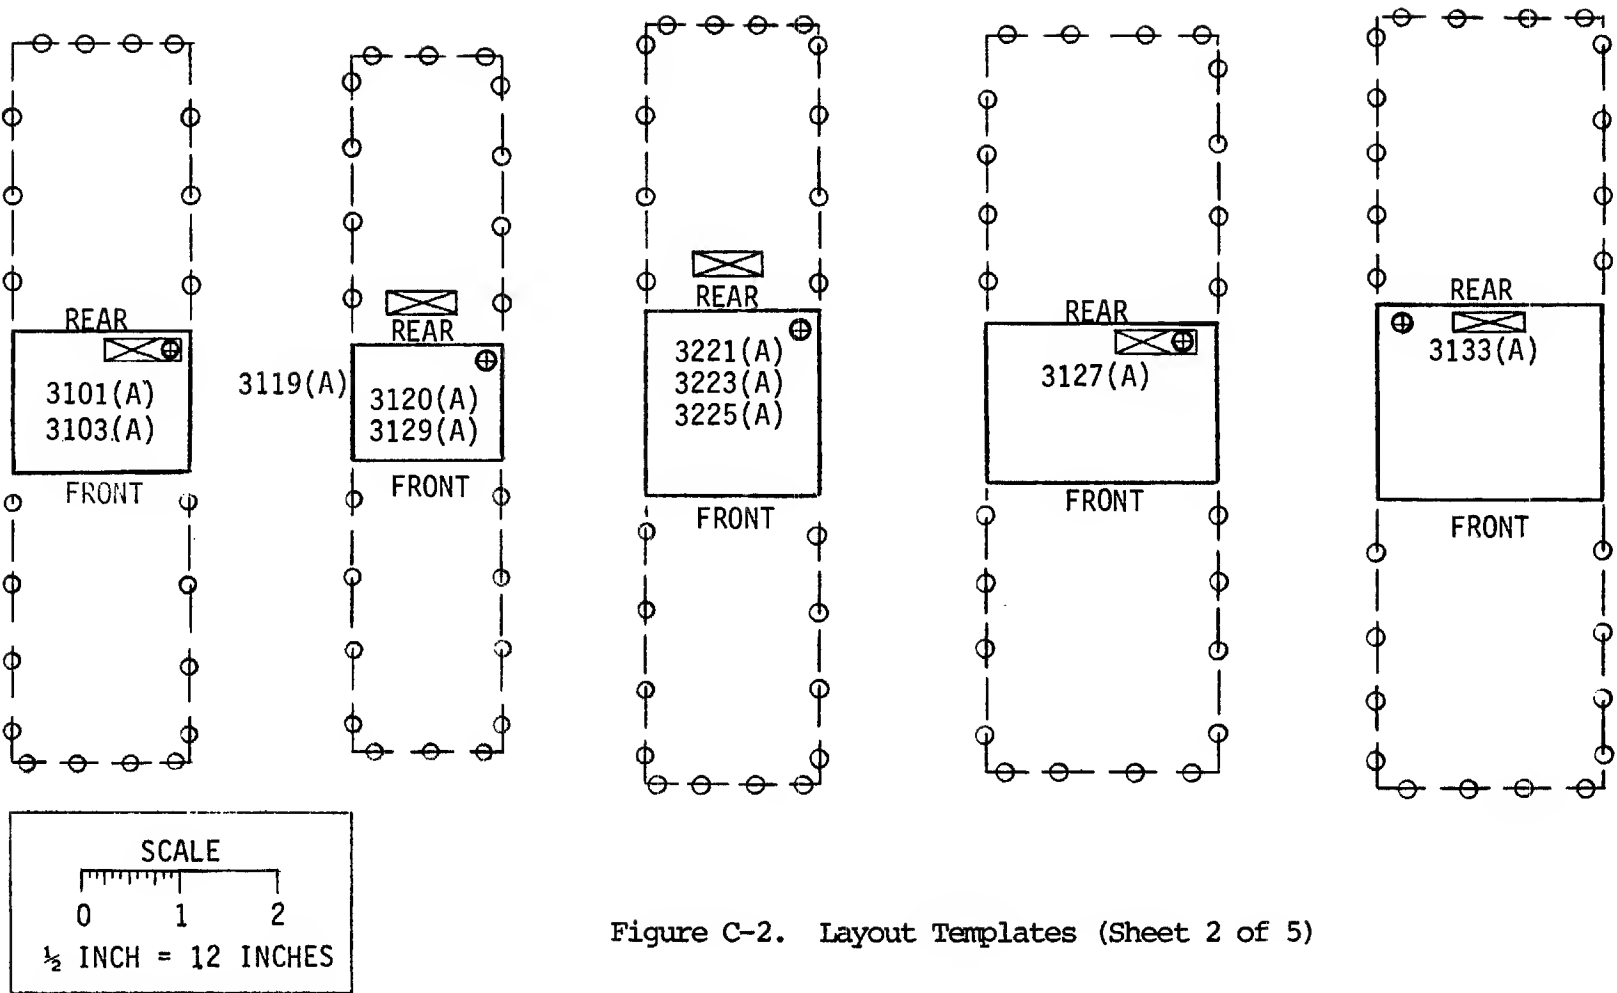 REAR
3101(A)
3103(A)
FRONT
3119(A)
REAR
3120(A)
3129(A)
FRONT
REAR
3221(A)
3223(A)
3225(A)
FRONT
REAR
3127(A)
FRONT
REAR
3133(A)
FRONT
SCALE
0 1 2
½ INCH = 12 INCHES
Figure C-2. Layout Templates (Sheet 2 of 5)